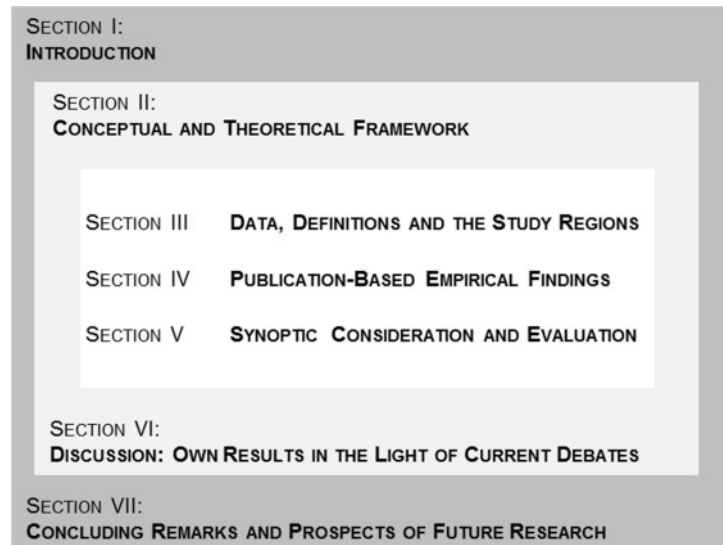 SECTION I:
INTRODUCTION
SECTION II:
CONCEPTUAL AND THEORETICAL FRAMEWORK
SECTION III DATA, DEFINITIONS AND THE STUDY REGIONS
SECTION IV PUBLICATION-BASED EMPIRICAL FINDINGS
SECTION V SYNOPTIC CONSIDERATION AND EVALUATION
SECTION VI:
DISCUSSION: OWN RESULTS IN THE LIGHT OF CURRENT DEBATES
SECTION VII:
CONCLUDING REMARKS AND PROSPECTS OF FUTURE RESEARCH